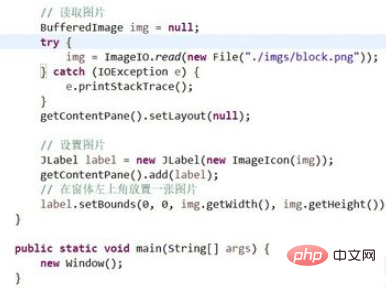 // 读取图片
BufferedImage img = null;
try {
img = ImageIO.read(new File("./imgs/block.png"));
} catch (IOException e) {
e.printStackTrace();
}
getContentPane().setLayout(null);
// 设置图片
JLabel label = new JLabel(new ImageIcon(img));
getContentPane().add(label);
// 在窗体左上角放置一张图片
label.setBounds(0, 0, img.getWidth(), img.getHeight())
}
public static void main(String[] args) {
new Window();
}
php 中文网